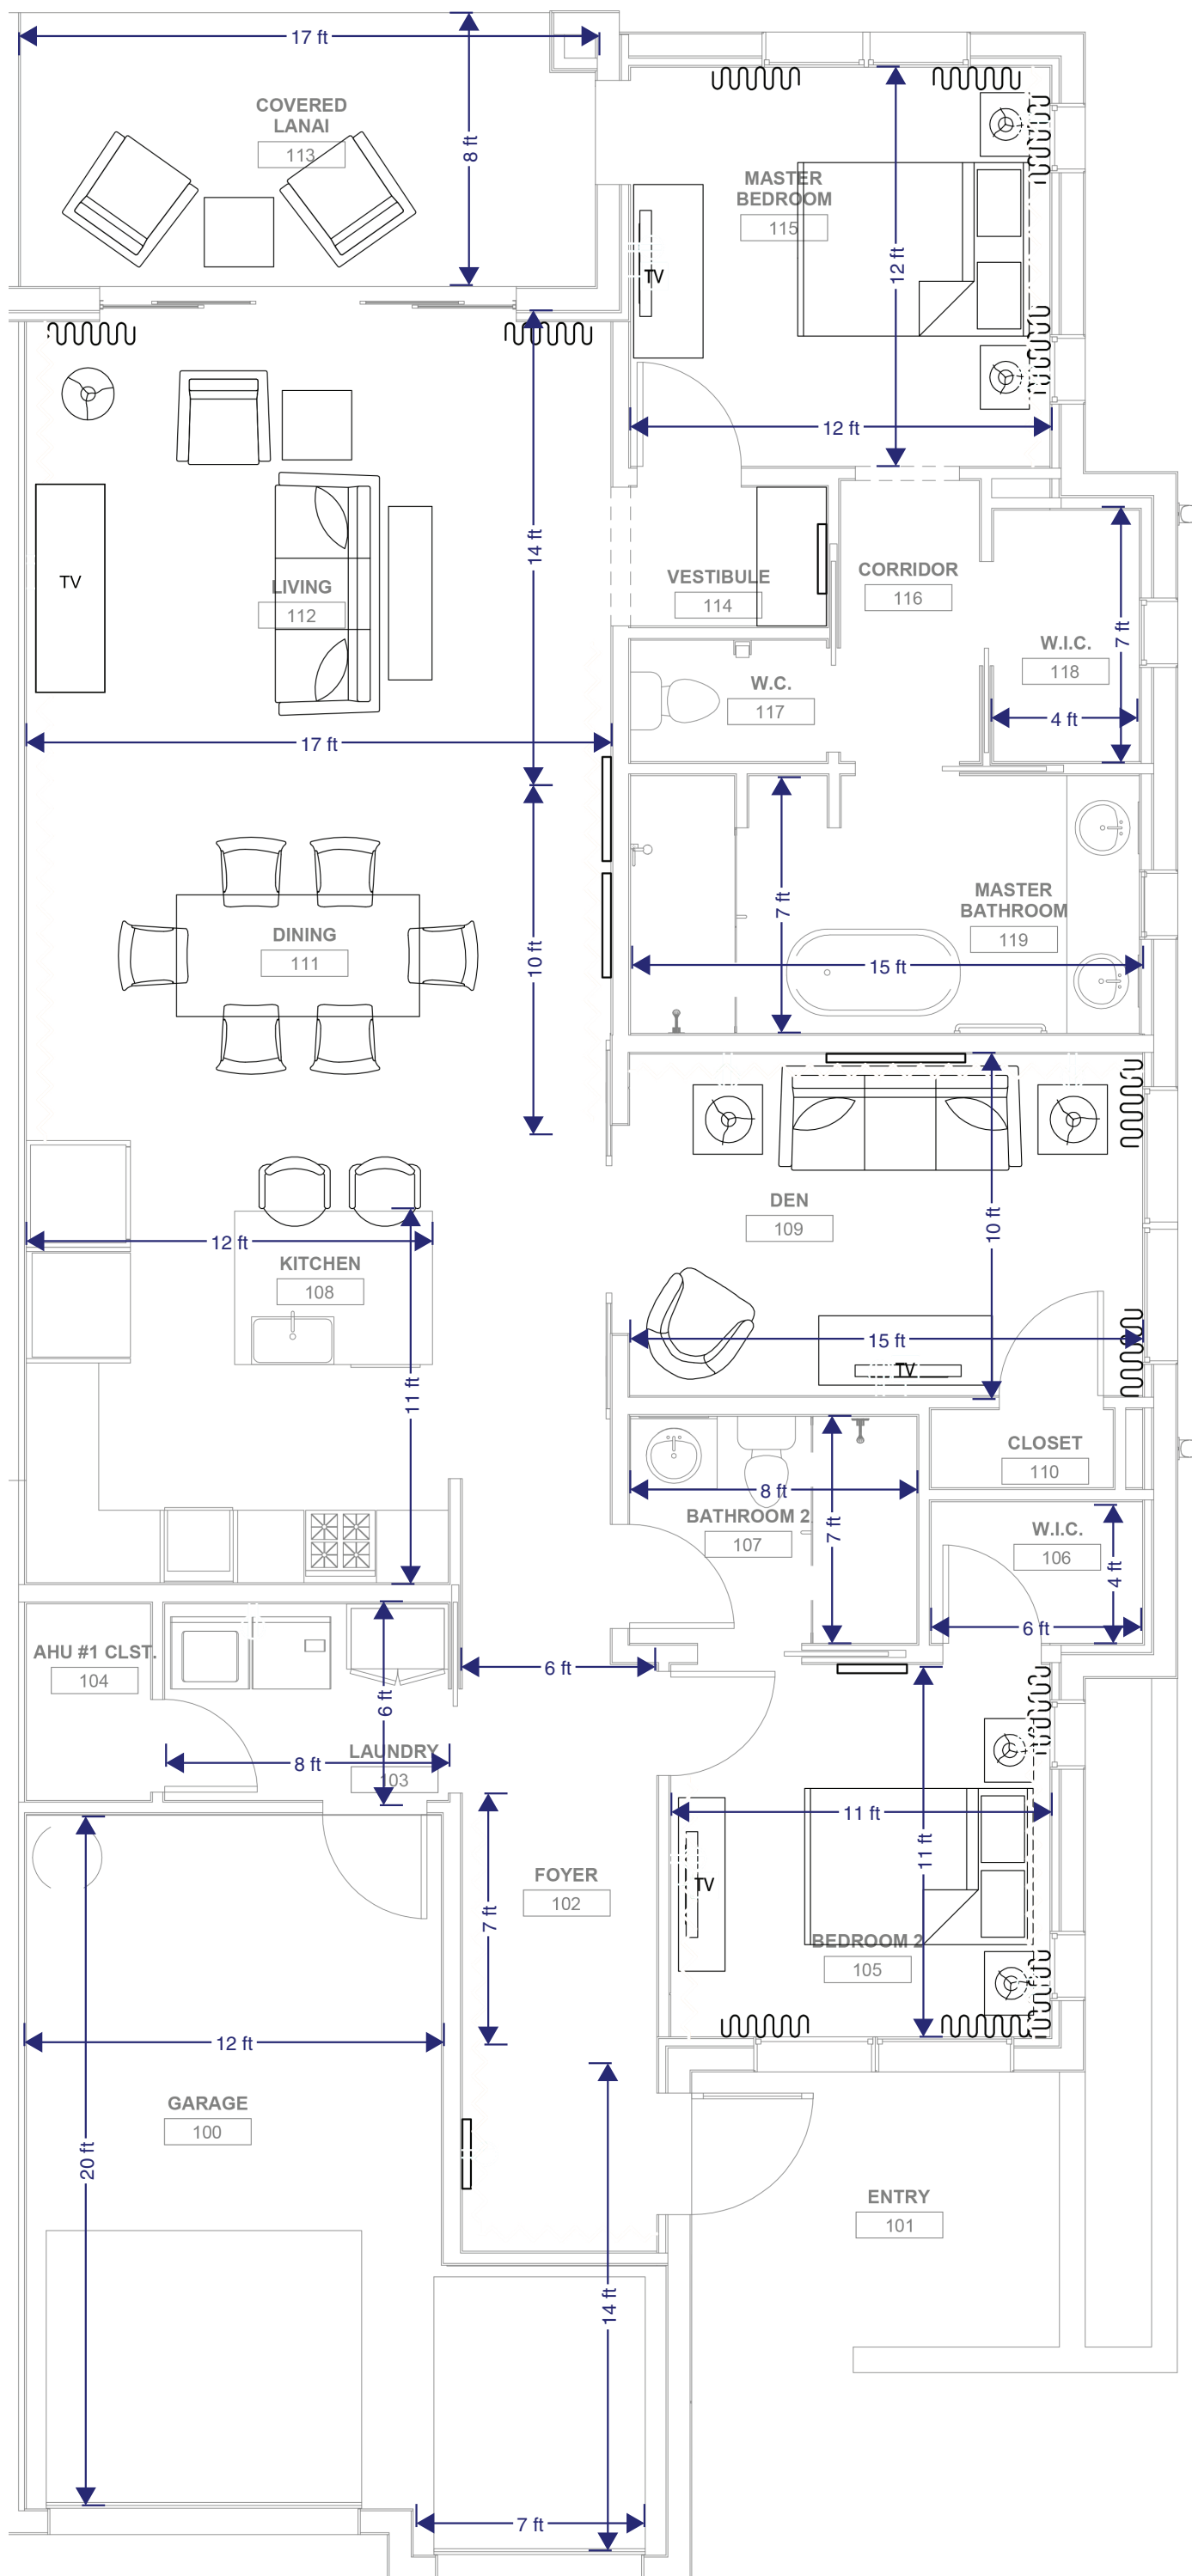 17 ft
8 ft
COVERED
LANAI
113
MASTER
BEDROOM
115
TV
12 ft
12 ft
14 ft
TV
LIVING
112
VESTIBULE
114
CORRIDOR
116
W.I.C.
118
7 ft
4 ft
W.C.
117
17 ft
7 ft
MASTER
BATHROOM
119
15 ft
DINING
111
10 ft
DEN
109
10 ft
15 ft
TV
12 ft
KITCHEN
108
11 ft
CLOSET
110
8 ft
BATHROOM 2
107
7 ft
W.I.C.
106
4 ft
6 ft
AHU #1 CLST.
104
6 ft
6 ft
8 ft
LAUNDRY
103
11 ft
11 ft
TV
BEDROOM 2
105
FOYER
102
7 ft
12 ft
GARAGE
100
20 ft
ENTRY
101
14 ft
7 ft